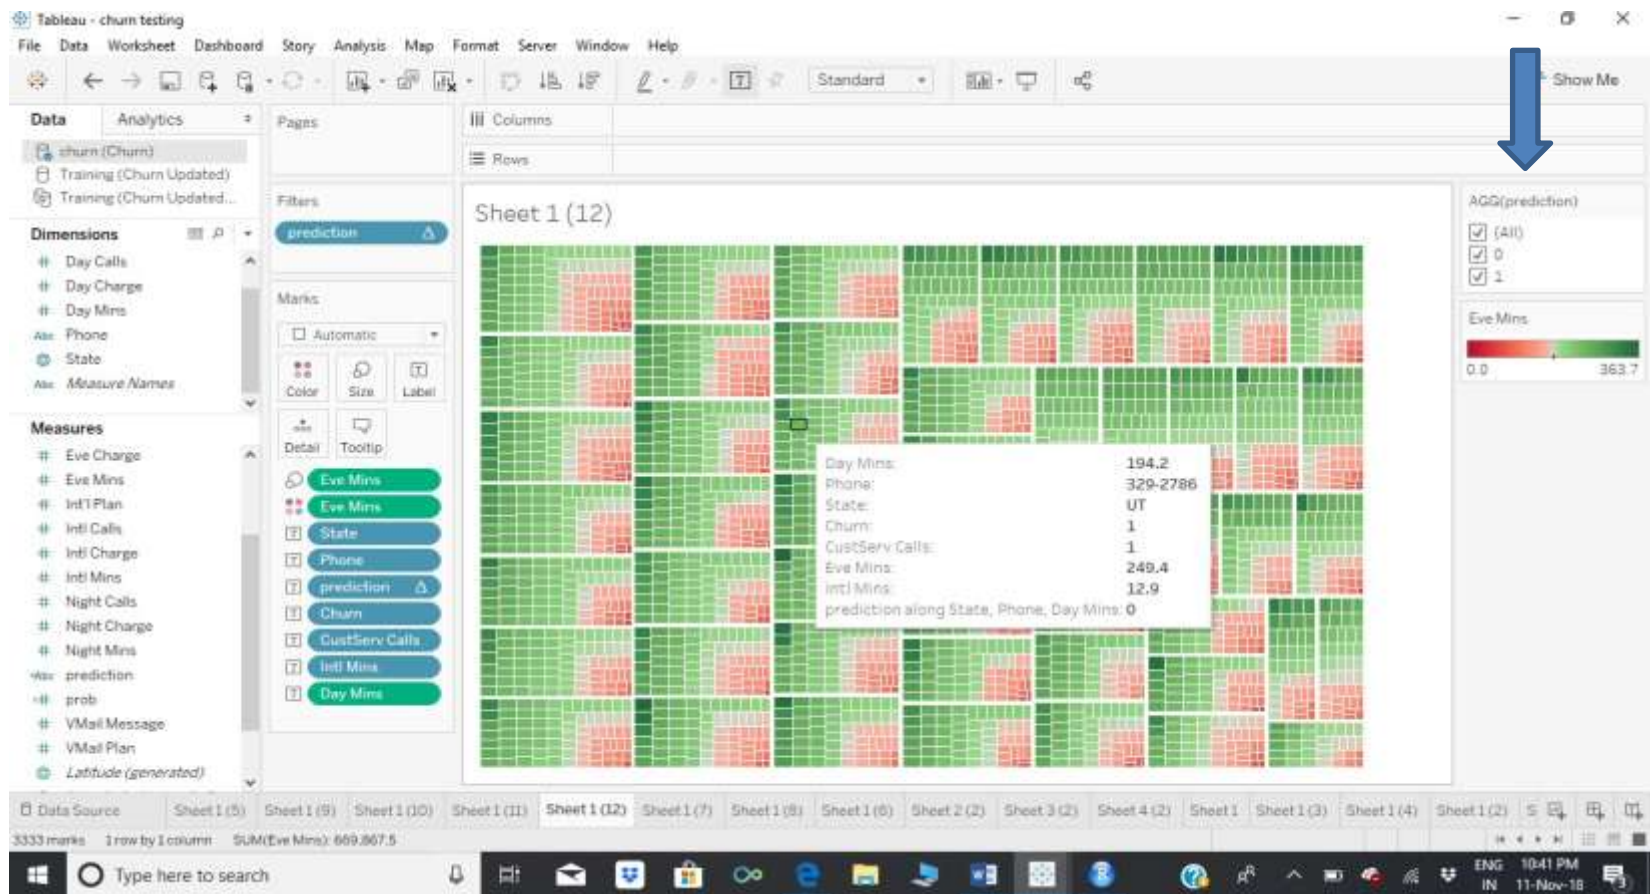 Tableau - churn testing
File Data Worksheet Dashboard Story Analysis Map Format Server Window Help
Standard
Show Me
Data Analytics
churn (Churn)
Training (Churn Updated)
Training (Churn Updated...
Dimensions
Day Calls
Day Charge
Day Mins
Abc Phone
State
Abc Measure Names
Measures
Eve Charge
Eve Mins
Int'l Plan
Intl Calls
Intl Charge
Intl Mins
Night Calls
Night Charge
Night Mins
prediction
prob
VMail Message
VMail Plan
Latitude (generated)
Pages
Filters
prediction
Marks
Automatic
Color Size Label
Detail Tooltip
Eve Mins
Eve Mins
State
Phone
prediction
Churn
CustServ Calls
Intl Mins
Day Mins
Columns
Rows
Sheet 1 (12)
Day Mins: 194.2
Phone: 329-2786
State: UT
Churn: 1
CustServ Calls: 1
Eve Mins: 249.4
Intl Mins: 12.9
prediction along State, Phone, Day Mins: 0
AGG(prediction)
(All)
0
1
Eve Mins
0.0 363.7
Data Source Sheet 1 (5) Sheet 1 (9) Sheet 1 (10) Sheet 1 (11) Sheet 1 (12) Sheet 1 (7) Sheet 1 (8) Sheet 1 (6) Sheet 2 (2) Sheet 3 (2) Sheet 4 (2) Sheet 1 Sheet 1 (3) Sheet 1 (4) Sheet 1 (2) S
3333 marks 1 row by 1 column SUM(Eve Mins): 669,867.5
Type here to search
ENG 10:41 PM
IN 11-Nov-18